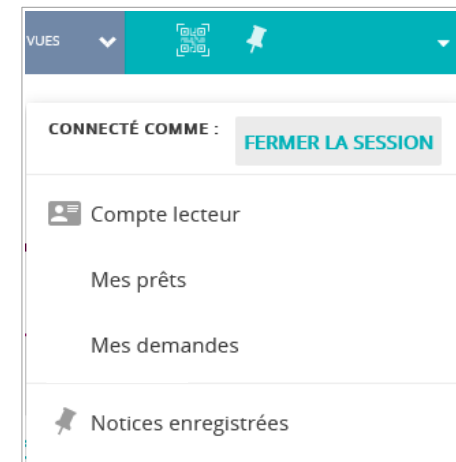 VUES
CONNECTÉ COMME :
FERMER LA SESSION
Compte lecteur
Mes prêts
Mes demandes
Notices enregistrées